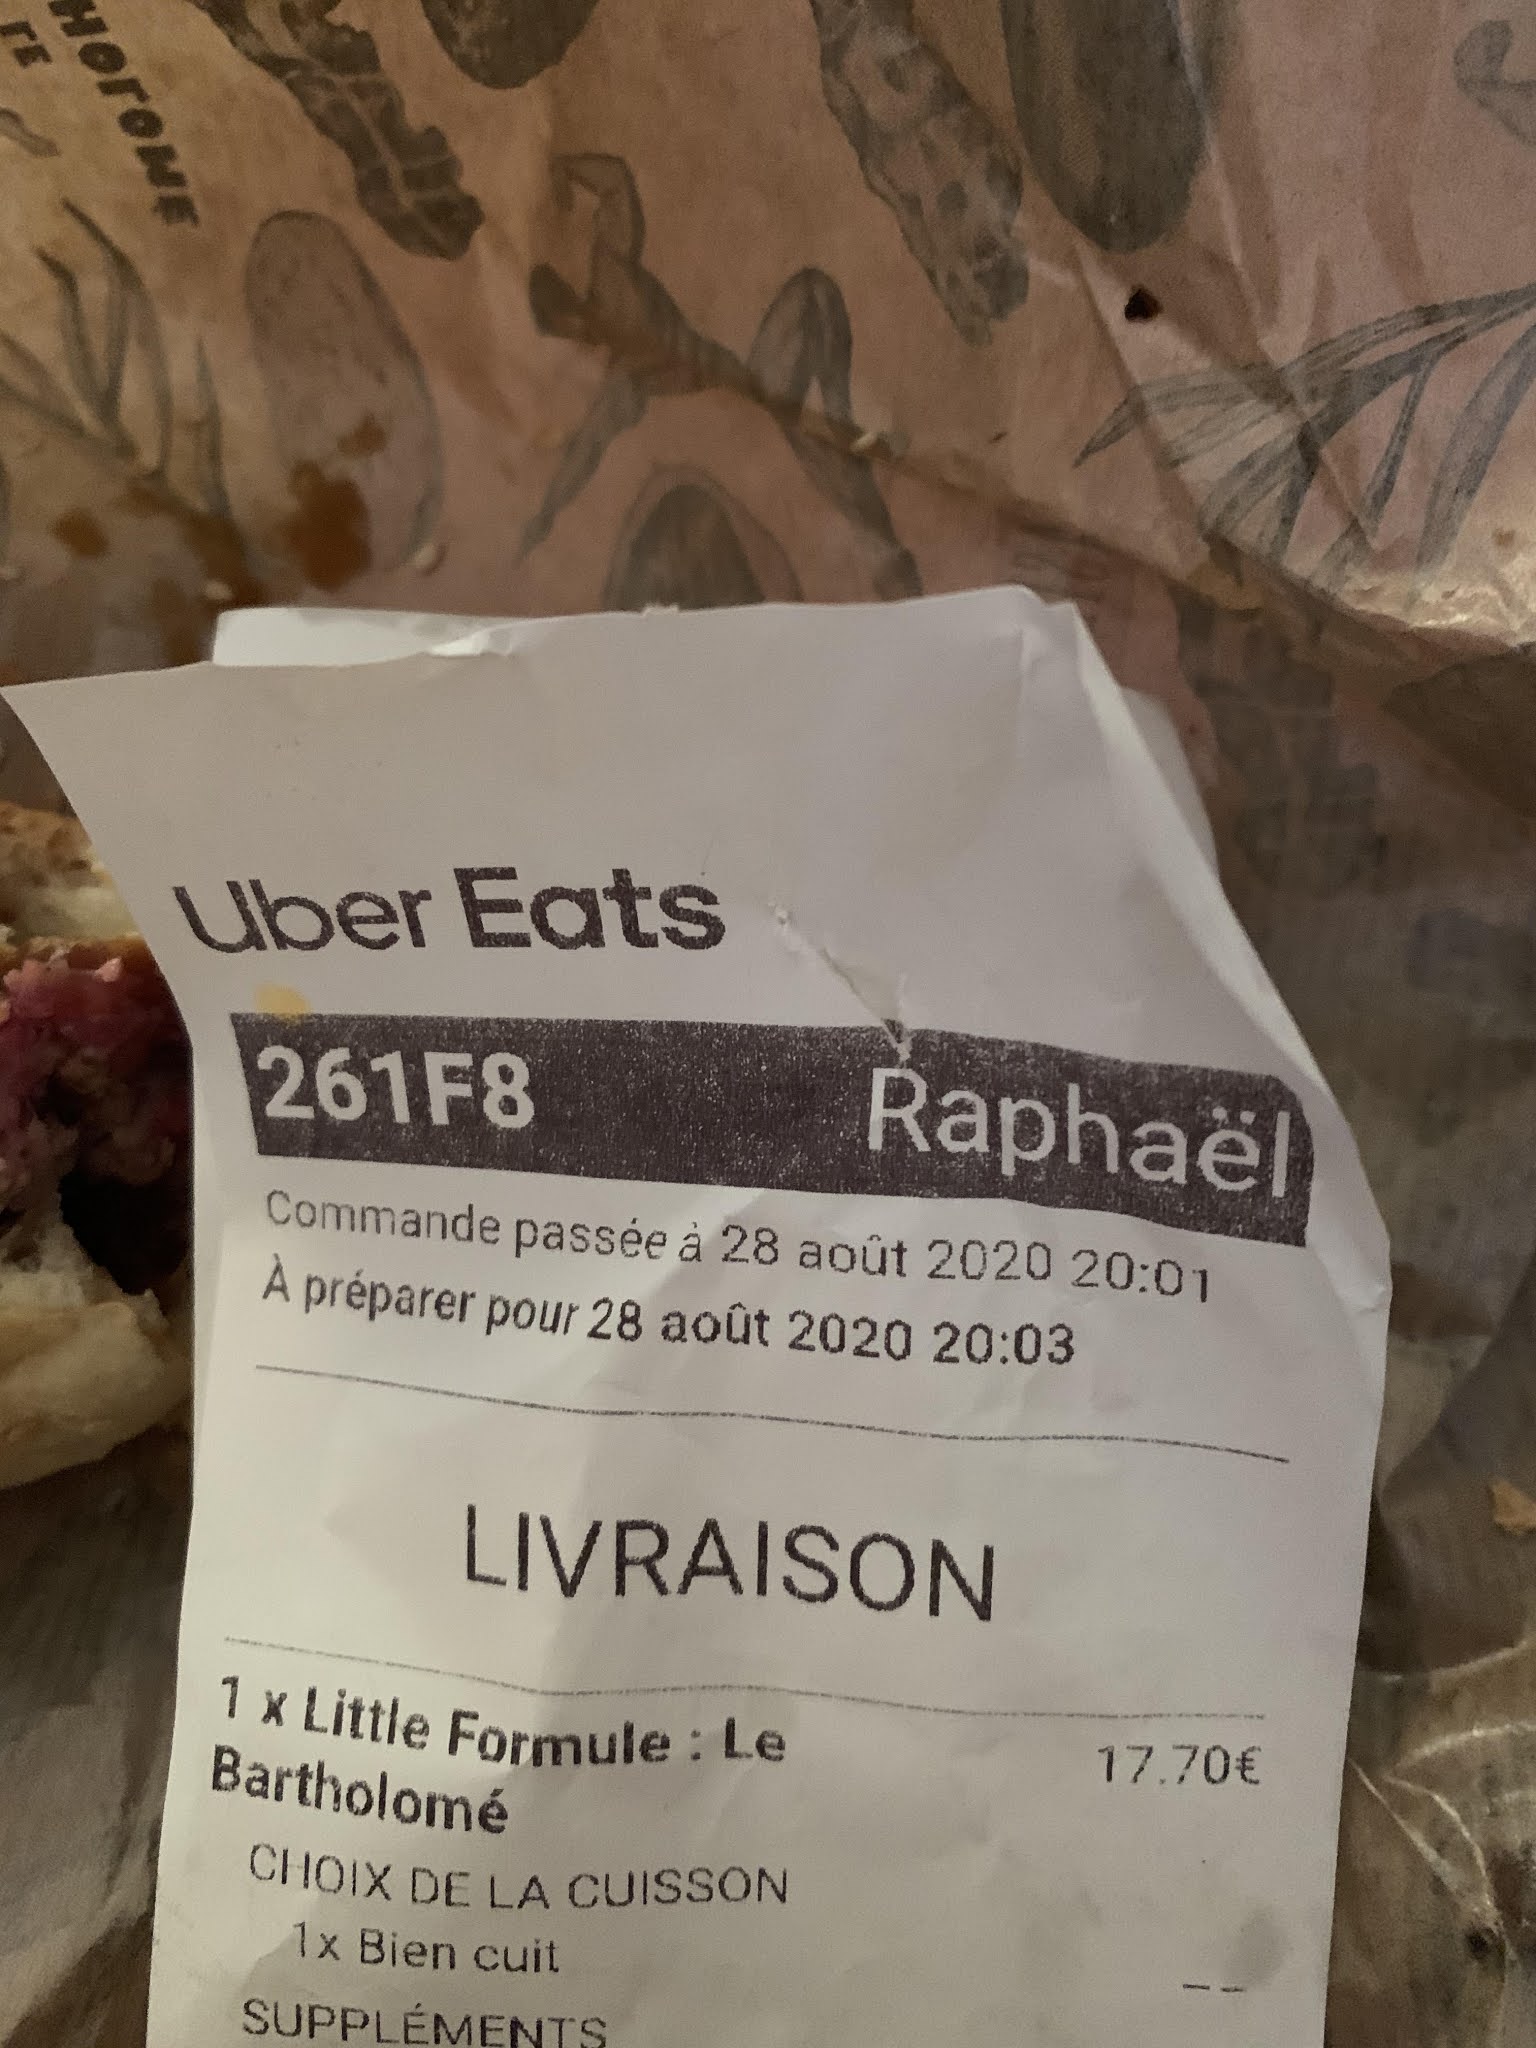 Uber Eats
261F8 Raphaël
Commande passée à 28 août 2020 20:01
À préparer pour 28 août 2020 20:03
LIVRAISON
1 x Little Formule : Le 17.70€
Bartholomé
CHOIX DE LA CUISSON
1x Bien cuit
--
SUPPLÉMENTS